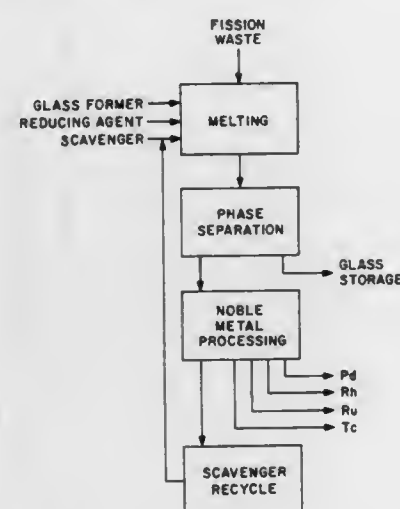 FISSION
WASTE
GLASS FORMER
REDUCING AGENT
SCAVENGER
MELTING
PHASE
SEPARATION
GLASS
STORAGE
NOBLE
METAL
PROCESSING
Pd
Rh
Ru
Tc
SCAVENGER
RECYCLE